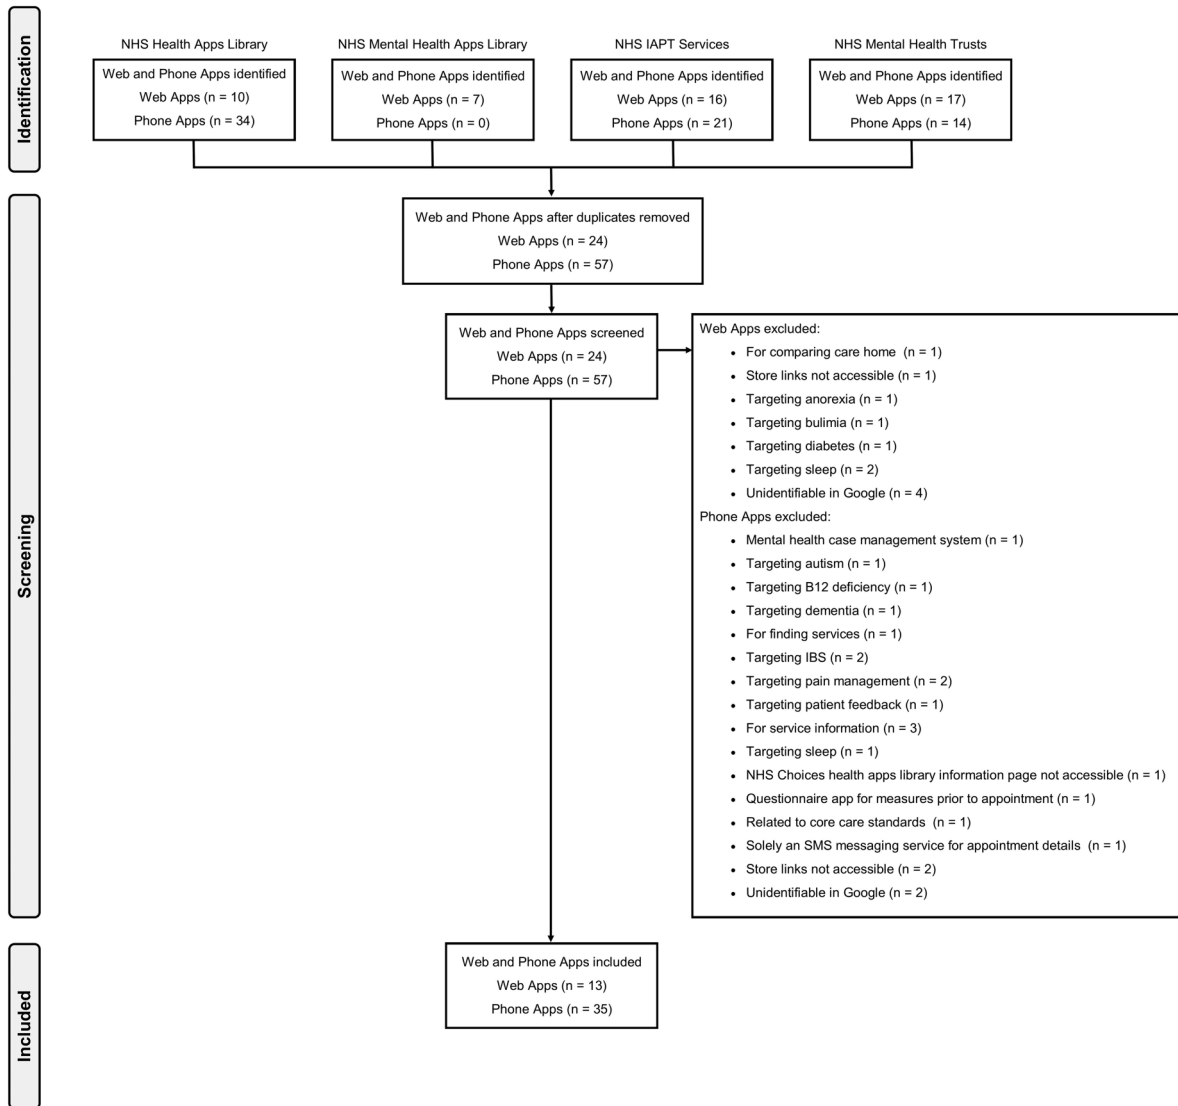 Identification
NHS Health Apps Library
Web and Phone Apps identified
Web Apps (n = 10)
Phone Apps (n = 34)
NHS Mental Health Apps Library
Web and Phone Apps identified
Web Apps (n = 7)
Phone Apps (n = 0)
NHS IAPT Services
Web and Phone Apps identified
Web Apps (n = 16)
Phone Apps (n = 21)
NHS Mental Health Trusts
Web and Phone Apps identified
Web Apps (n = 17)
Phone Apps (n = 14)
Screening
Web and Phone Apps after duplicates removed
Web Apps (n = 24)
Phone Apps (n = 57)
Web and Phone Apps screened
Web Apps (n = 24)
Phone Apps (n = 57)
Web Apps excluded:
• For comparing care home (n = 1)
• Store links not accessible (n = 1)
• Targeting anorexia (n = 1)
• Targeting bulimia (n = 1)
• Targeting diabetes (n = 1)
• Targeting sleep (n = 2)
• Unidentifiable in Google (n = 4)
Phone Apps excluded:
• Mental health case management system (n = 1)
• Targeting autism (n = 1)
• Targeting B12 deficiency (n = 1)
• Targeting dementia (n = 1)
• For finding services (n = 1)
• Targeting IBS (n = 2)
• Targeting pain management (n = 2)
• Targeting patient feedback (n = 1)
• For service information (n = 3)
• Targeting sleep (n = 1)
• NHS Choices health apps library information page not accessible (n = 1)
• Questionnaire app for measures prior to appointment (n = 1)
• Related to core care standards (n = 1)
• Solely an SMS messaging service for appointment details (n = 1)
• Store links not accessible (n = 2)
• Unidentifiable in Google (n = 2)
Included
Web and Phone Apps included
Web Apps (n = 13)
Phone Apps (n = 35)